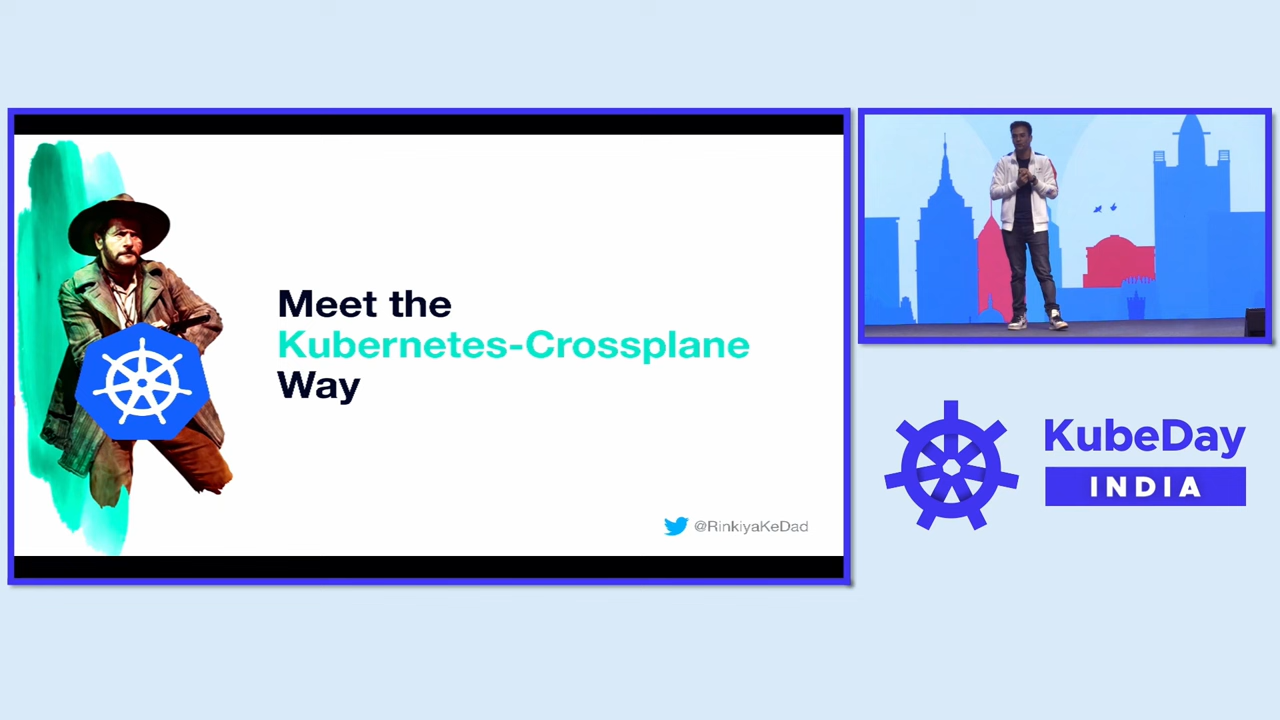 Meet the
Kubernetes-Crossplane
Way
@RinkiyaKeDad
KubeDay
INDIA